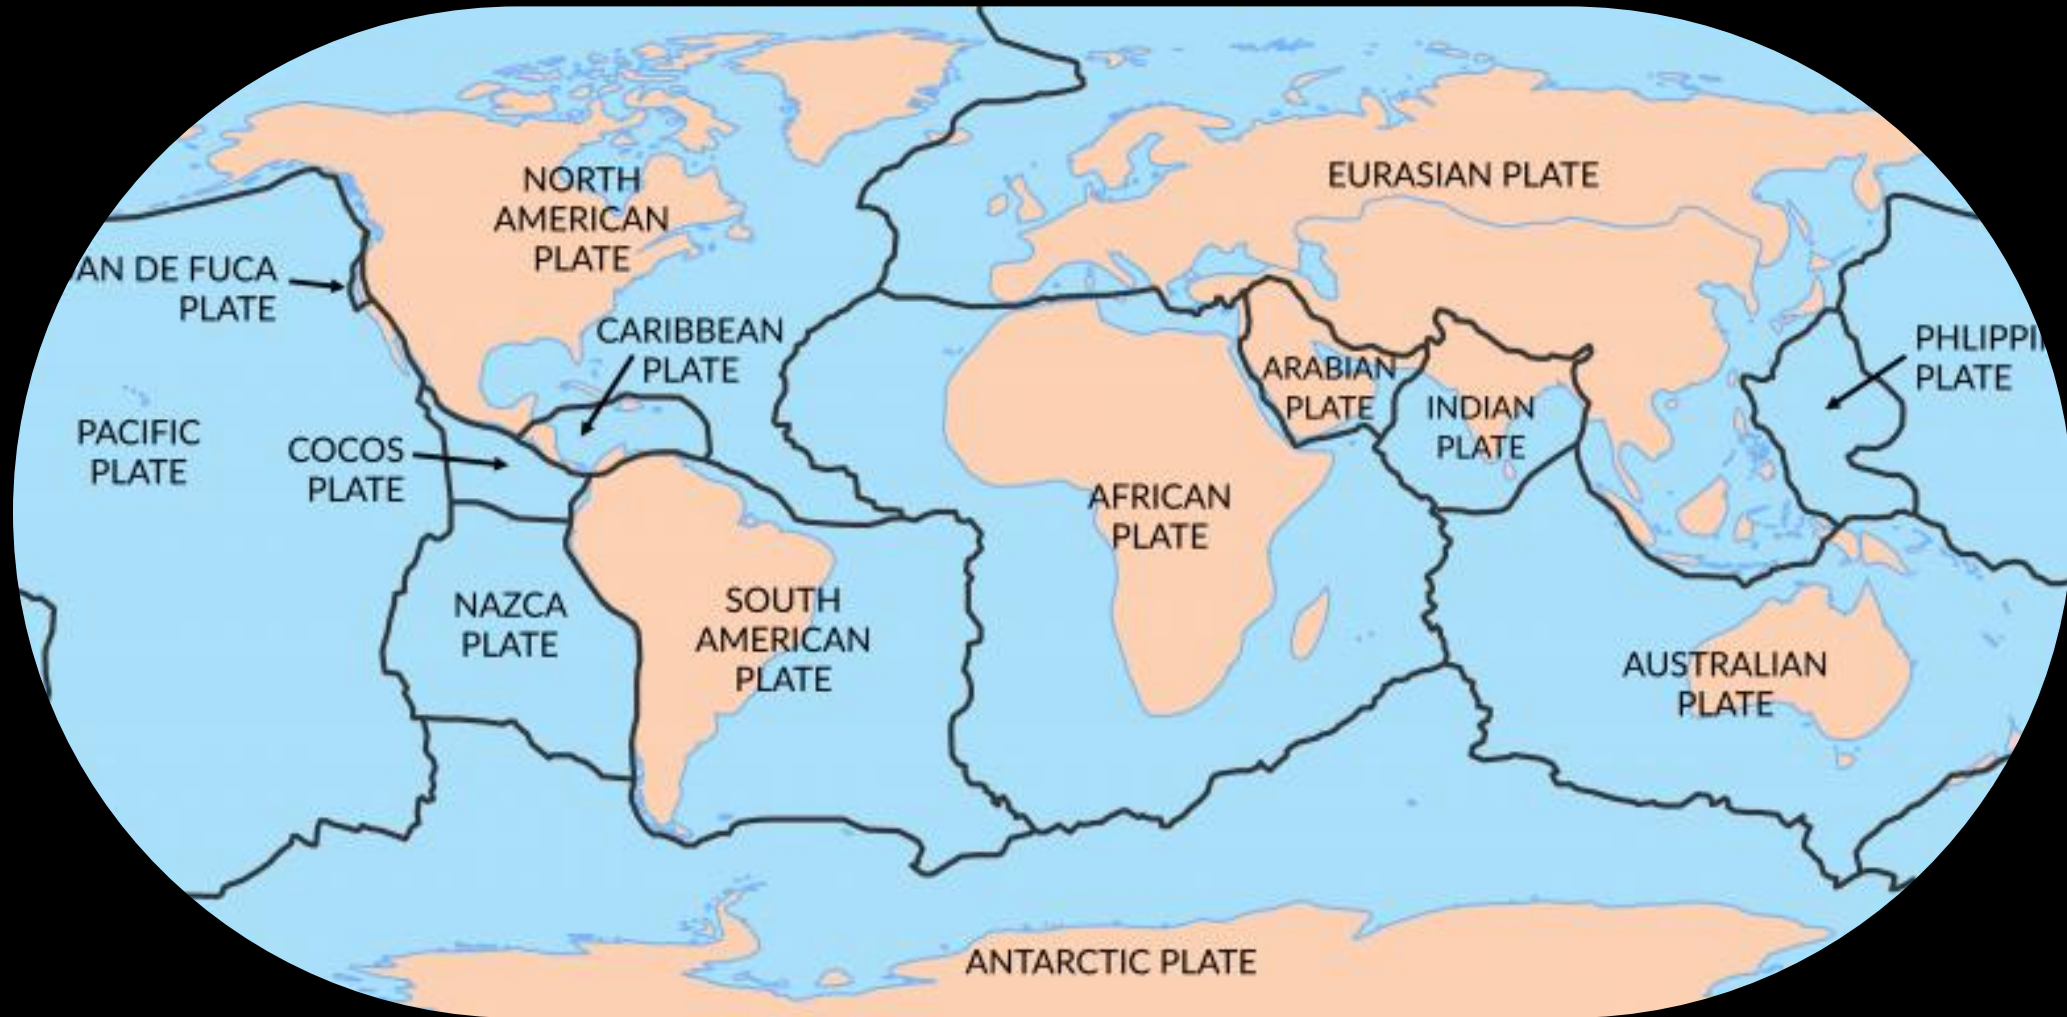 NORTH
AMERICAN
PLATE
EURASIAN PLATE
AN DE FUCA
PLATE
CARIBBEAN
PLATE
PHLIPPI
PLATE
ARABIAN
PLATE
INDIAN
PLATE
PACIFIC
PLATE
COCOS
PLATE
AFRICAN
PLATE
NAZCA
PLATE
SOUTH
AMERICAN
PLATE
AUSTRALIAN
PLATE
ANTARCTIC PLATE